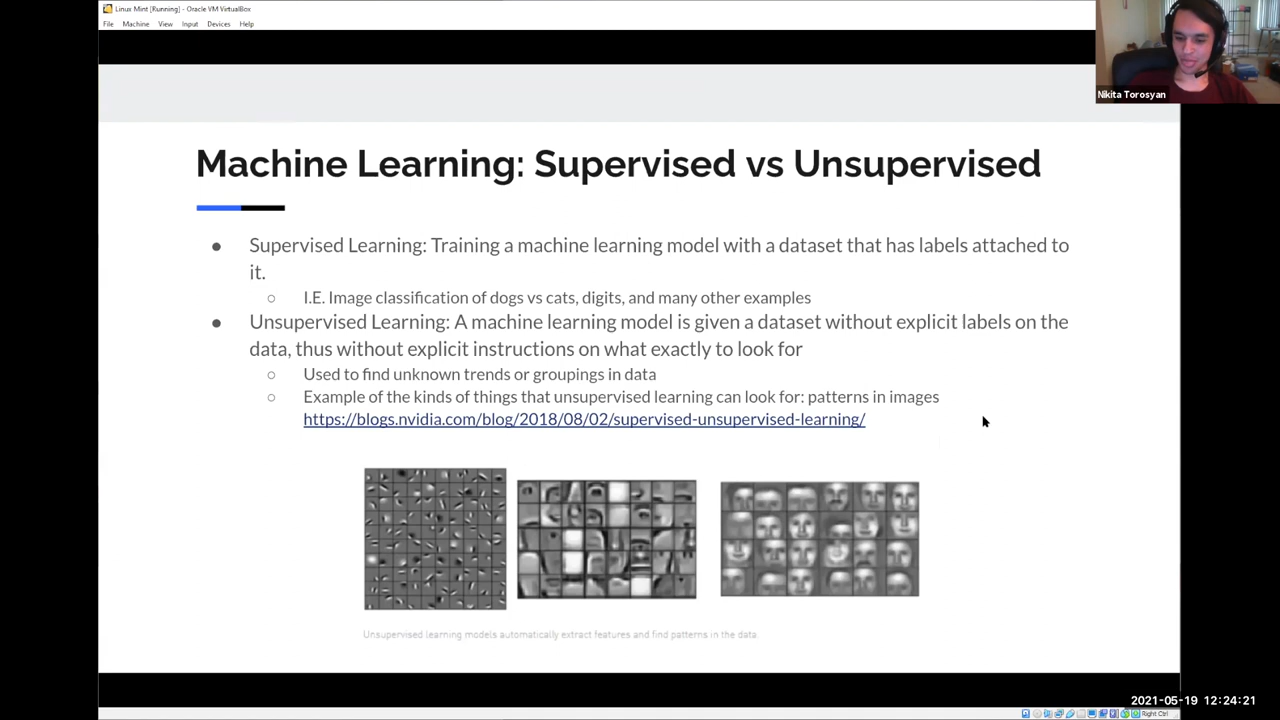 Linux Mint [Running] - Oracle VM VirtualBox
File Machine View Input Devices Help
Nikita Torosyan
Machine Learning: Supervised vs Unsupervised
● Supervised Learning: Training a machine learning model with a dataset that has labels attached to
it.
○ I.E. Image classification of dogs vs cats, digits, and many other examples
● Unsupervised Learning: A machine learning model is given a dataset without explicit labels on the
data, thus without explicit instructions on what exactly to look for
○ Used to find unknown trends or groupings in data
○ Example of the kinds of things that unsupervised learning can look for: patterns in images
https://blogs.nvidia.com/blog/2018/08/02/supervised-unsupervised-learning/
Unsupervised learning models automatically extract features and find patterns in the data.
2021-05-19 12:24:21
Right Ctrl